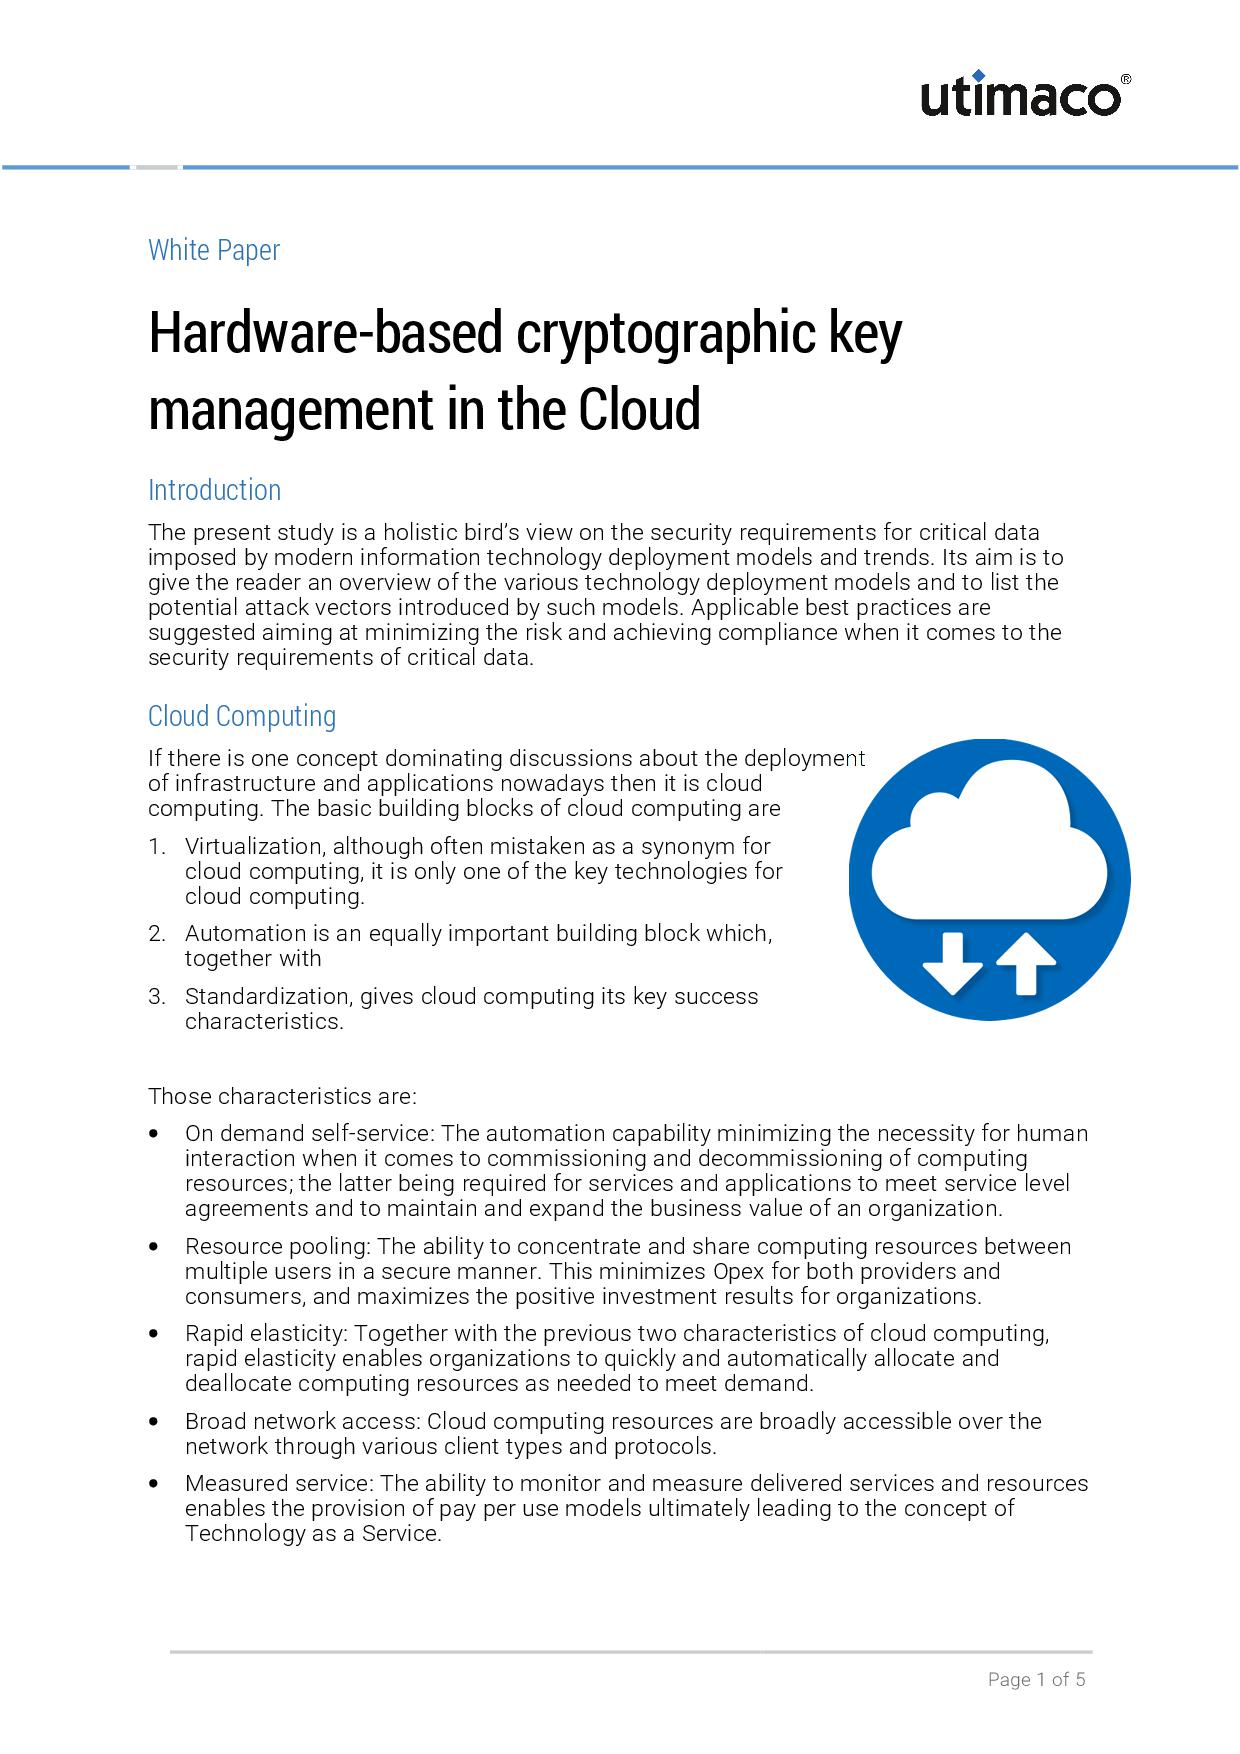 utimaco®
White Paper
Hardware-based cryptographic key
management in the Cloud
Introduction
The present study is a holistic bird’s view on the security requirements for critical data
imposed by modern information technology deployment models and trends. Its aim is to
give the reader an overview of the various technology deployment models and to list the
potential attack vectors introduced by such models. Applicable best practices are
suggested aiming at minimizing the risk and achieving compliance when it comes to the
security requirements of critical data.
Cloud Computing
If there is one concept dominating discussions about the deployment
of infrastructure and applications nowadays then it is cloud
computing. The basic building blocks of cloud computing are
1. Virtualization, although often mistaken as a synonym for
cloud computing, it is only one of the key technologies for
cloud computing.
2. Automation is an equally important building block which,
together with
3. Standardization, gives cloud computing its key success
characteristics.
Those characteristics are:
• On demand self-service: The automation capability minimizing the necessity for human
interaction when it comes to commissioning and decommissioning of computing
resources; the latter being required for services and applications to meet service level
agreements and to maintain and expand the business value of an organization.
• Resource pooling: The ability to concentrate and share computing resources between
multiple users in a secure manner. This minimizes Opex for both providers and
consumers, and maximizes the positive investment results for organizations.
• Rapid elasticity: Together with the previous two characteristics of cloud computing,
rapid elasticity enables organizations to quickly and automatically allocate and
deallocate computing resources as needed to meet demand.
• Broad network access: Cloud computing resources are broadly accessible over the
network through various client types and protocols.
• Measured service: The ability to monitor and measure delivered services and resources
enables the provision of pay per use models ultimately leading to the concept of
Technology as a Service.
Page 1 of 5